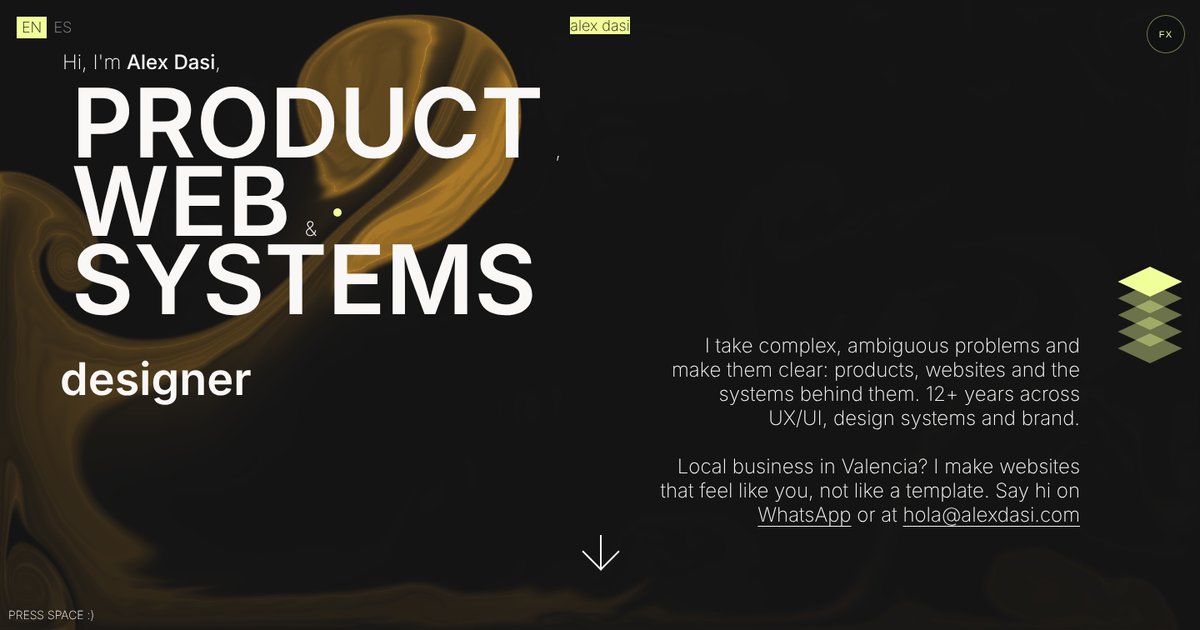 EN ES
alex dasi
FX
Hi, I'm Alex Dasi,
PRODUCT,
WEB &
SYSTEMS
designer
I take complex, ambiguous problems and
make them clear: products, websites and the
systems behind them. 12+ years across
UX/UI, design systems and brand.
Local business in Valencia? I make websites
that feel like you, not like a template. Say hi on
WhatsApp or at hola@alexdasi.com
PRESS SPACE :)